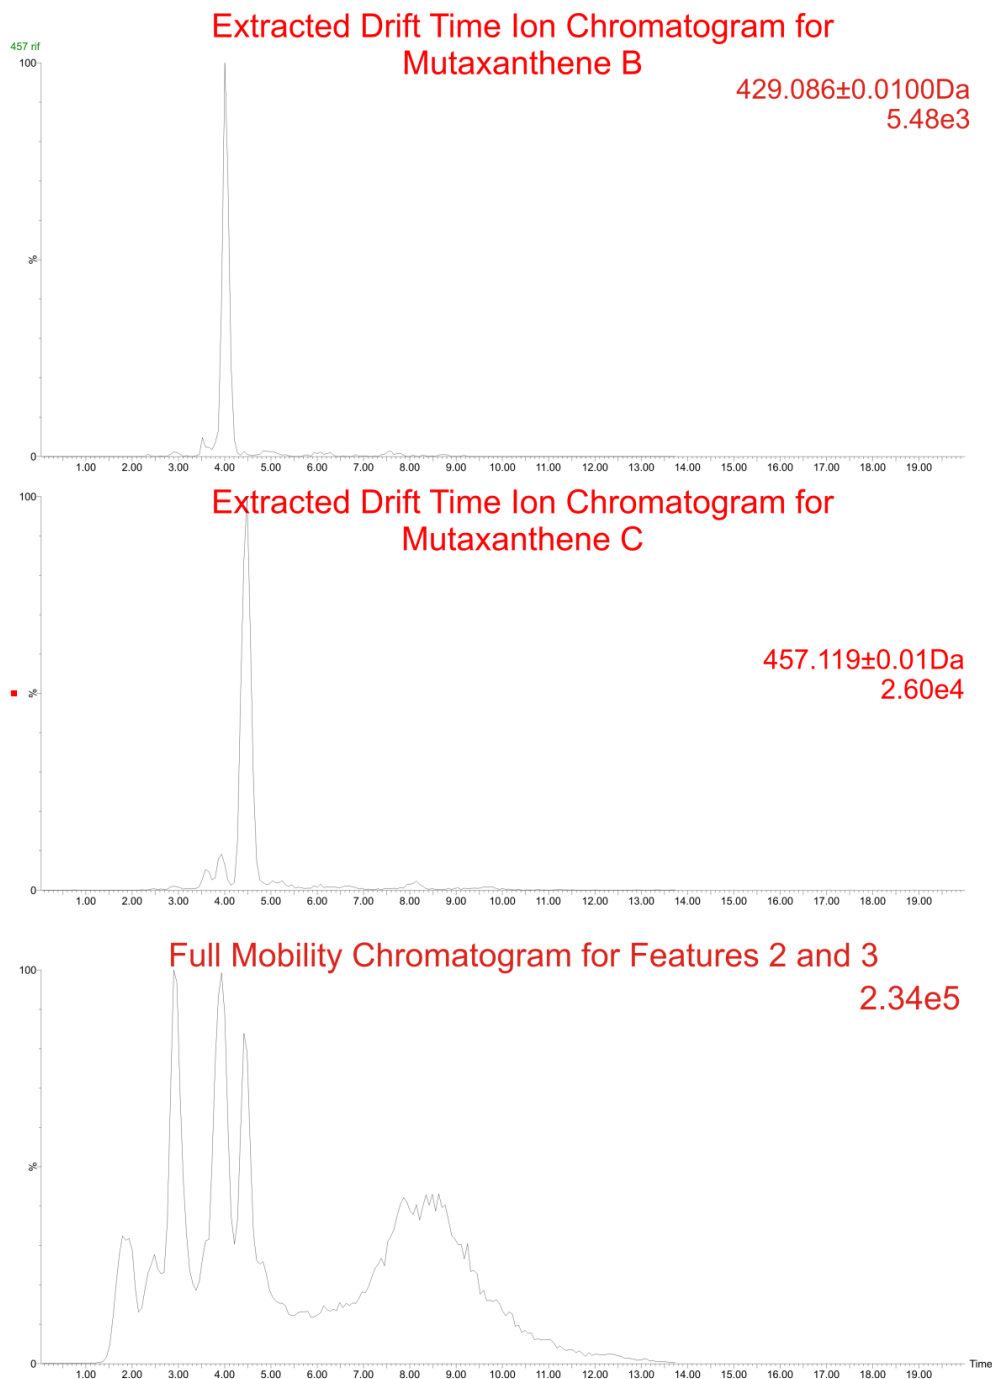 Extracted Drift Time Ion Chromatogram for
Mutaxanthene B
457 rif
429.086±0.0100Da
5.48e3
100
%
0
1.00 2.00 3.00 4.00 5.00 6.00 7.00 8.00 9.00 10.00 11.00 12.00 13.00 14.00 15.00 16.00 17.00 18.00 19.00
Extracted Drift Time Ion Chromatogram for
Mutaxanthene C
457.119±0.01Da
2.60e4
100
%
0
1.00 2.00 3.00 4.00 5.00 6.00 7.00 8.00 9.00 10.00 11.00 12.00 13.00 14.00 15.00 16.00 17.00 18.00 19.00
Full Mobility Chromatogram for Features 2 and 3
2.34e5
100
%
0
Time
1.00 2.00 3.00 4.00 5.00 6.00 7.00 8.00 9.00 10.00 11.00 12.00 13.00 14.00 15.00 16.00 17.00 18.00 19.00